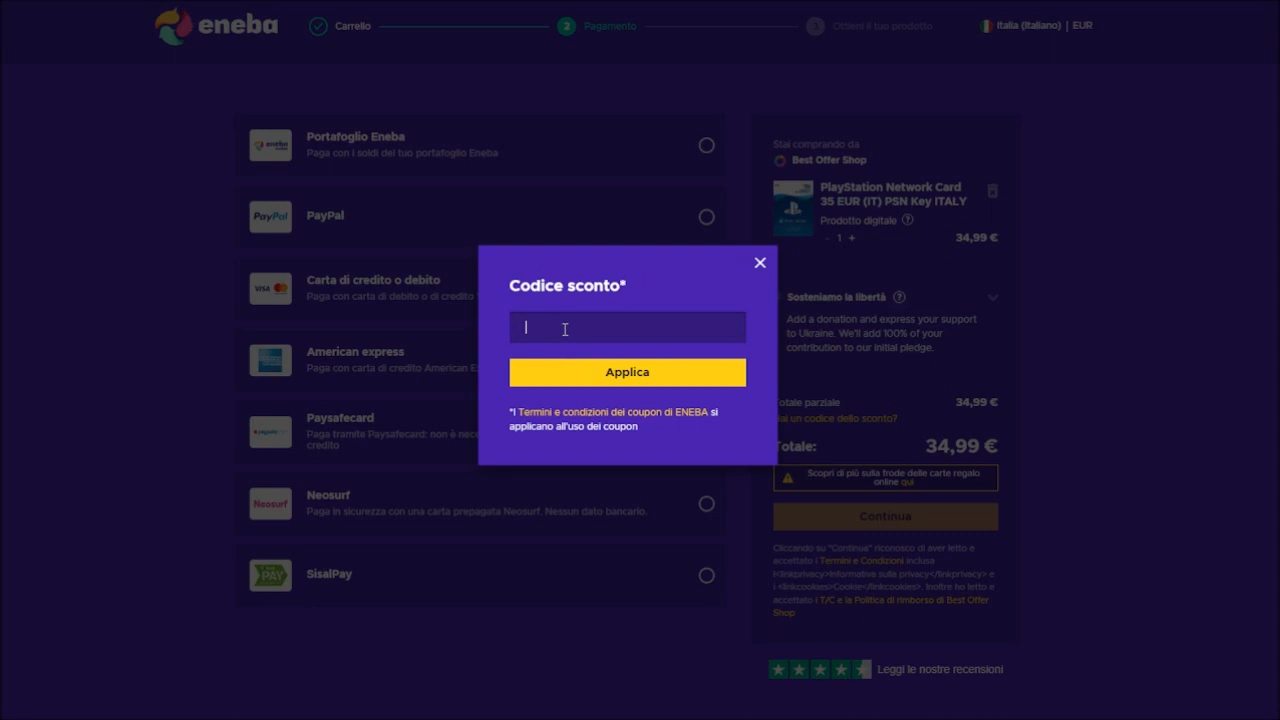 eneba
Carrello
2
Pagamento
3
Ottieni il tuo prodotto
Italia (Italiano) | EUR
Portafoglio Eneba
Paga con i soldi del tuo portafoglio Eneba
PayPal
PayPal
VISA
Carta di credito o debito
Paga con carta di debito o di credito
American express
Paga con carta di credito American E
Paysafecard
Paga tramite Paysafecard: non è nece
credito
Neosurf
Neosurf
Paga in sicurezza con una carta prepagata Neosurf. Nessun dato bancario.
PAY
SisalPay
Codice sconto*
Applica
*I Termini e condizioni dei coupon di ENEBA si
applicano all'uso dei coupon
Stai comprando da
Best Offer Shop
PlayStation Network Card
35 EUR (IT) PSN Key ITALY
Prodotto digitale ?
- 1 +
34,99 €
Sosteniamo la libertà ?
Add a donation and express your support
to Ukraine. We'll add 100% of your
contribution to our initial pledge.
Totale parziale
34,99 €
Hai un codice dello sconto?
Totale:
34,99 €
Scopri di più sulla frode delle carte regalo
online qui
Continua
Cliccando su "Continua" riconosco di aver letto e
accettato i Termini e Condizioni inclusa
l<linkprivacy>Informativa sulla privacy</linkprivacy> e
i <linkcookies>Cookie</linkcookies>. Inoltre ho letto e
accettato i T/C e la Politica di rimborso di Best Offer
Shop
Leggi le nostre recensioni